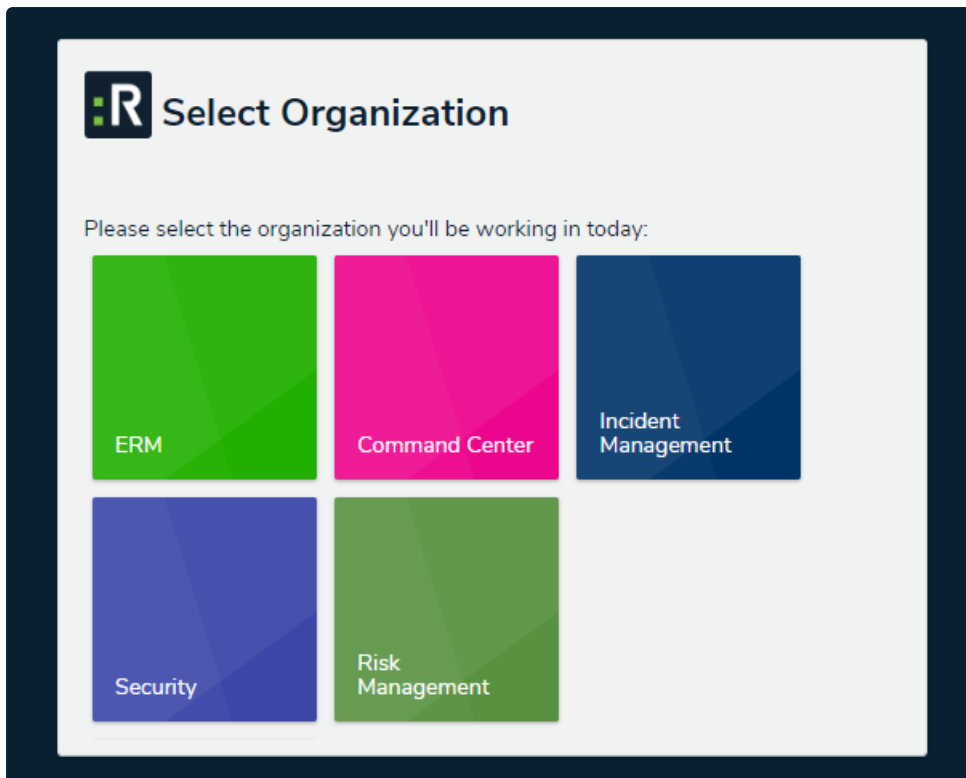 :R Select Organization
Please select the organization you'll be working in today:
ERM
Command Center
Incident
Management
Security
Risk
Management